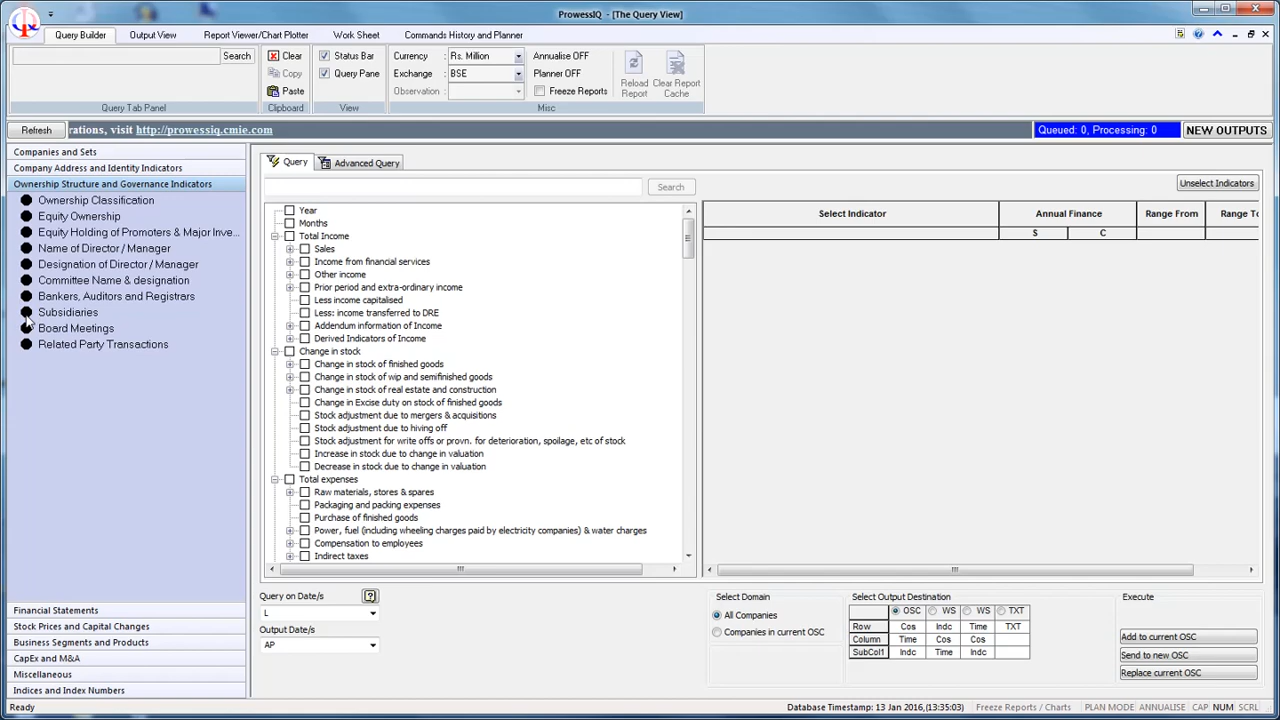 ProwessIQ - [The Query View]
Query Builder
Output View
Report Viewer/Chart Plotter
Work Sheet
Commands History and Planner
Search
Query Tab Panel
Clear
Copy
Paste
Clipboard
Status Bar
Query Pane
View
Currency : Rs. Million
Exchange : BSE
Observation :
Annualise OFF
Planner OFF
Freeze Reports
Reload Report
Clear Report Cache
Misc
Refresh
rations, visit http://prowessiq.cmie.com
Queued: 0, Processing: 0
NEW OUTPUTS
Companies and Sets
Company Address and Identity Indicators
Ownership Structure and Governance Indicators
Ownership Classification
Equity Ownership
Equity Holding of Promoters & Major Inve...
Name of Director / Manager
Designation of Director / Manager
Committee Name & designation
Bankers, Auditors and Registrars
Subsidiaries
Board Meetings
Related Party Transactions
Financial Statements
Stock Prices and Capital Changes
Business Segments and Products
CapEx and M&A
Miscellaneous
Indices and Index Numbers
Query
Advanced Query
Search
Unselect Indicators
Year
Months
Total Income
Sales
Income from financial services
Other income
Prior period and extra-ordinary income
Less income capitalised
Less: income transferred to DRE
Addendum information of Income
Derived Indicators of Income
Change in stock
Change in stock of finished goods
Change in stock of wip and semifinished goods
Change in stock of real estate and construction
Change in Excise duty on stock of finished goods
Stock adjustment due to mergers & acquisitions
Stock adjustment due to hiving off
Stock adjustment for write offs or provn. for deterioration, spoilage, etc of stock
Increase in stock due to change in valuation
Decrease in stock due to change in valuation
Total expenses
Raw materials, stores & spares
Packaging and packing expenses
Purchase of finished goods
Power, fuel (including wheeling charges paid by electricity companies) & water charges
Compensation to employees
Indirect taxes
Select Indicator
Annual Finance
Range From
Range To
S
C
Query on Date/s
L
Output Date/s
AP
Select Domain
All Companies
Companies in current OSC
Select Output Destination
OSC WS WS TXT
Row Cos Indc Time TXT
Column Time Cos Cos
SubCol1 Indc Time Indc
Execute
Add to current OSC
Send to new OSC
Replace current OSC
Ready
Database Timestamp: 13 Jan 2016,(13:35:03)
Freeze Reports / Charts
PLAN MODE
ANNUALISE
CAP
NUM
SCRL